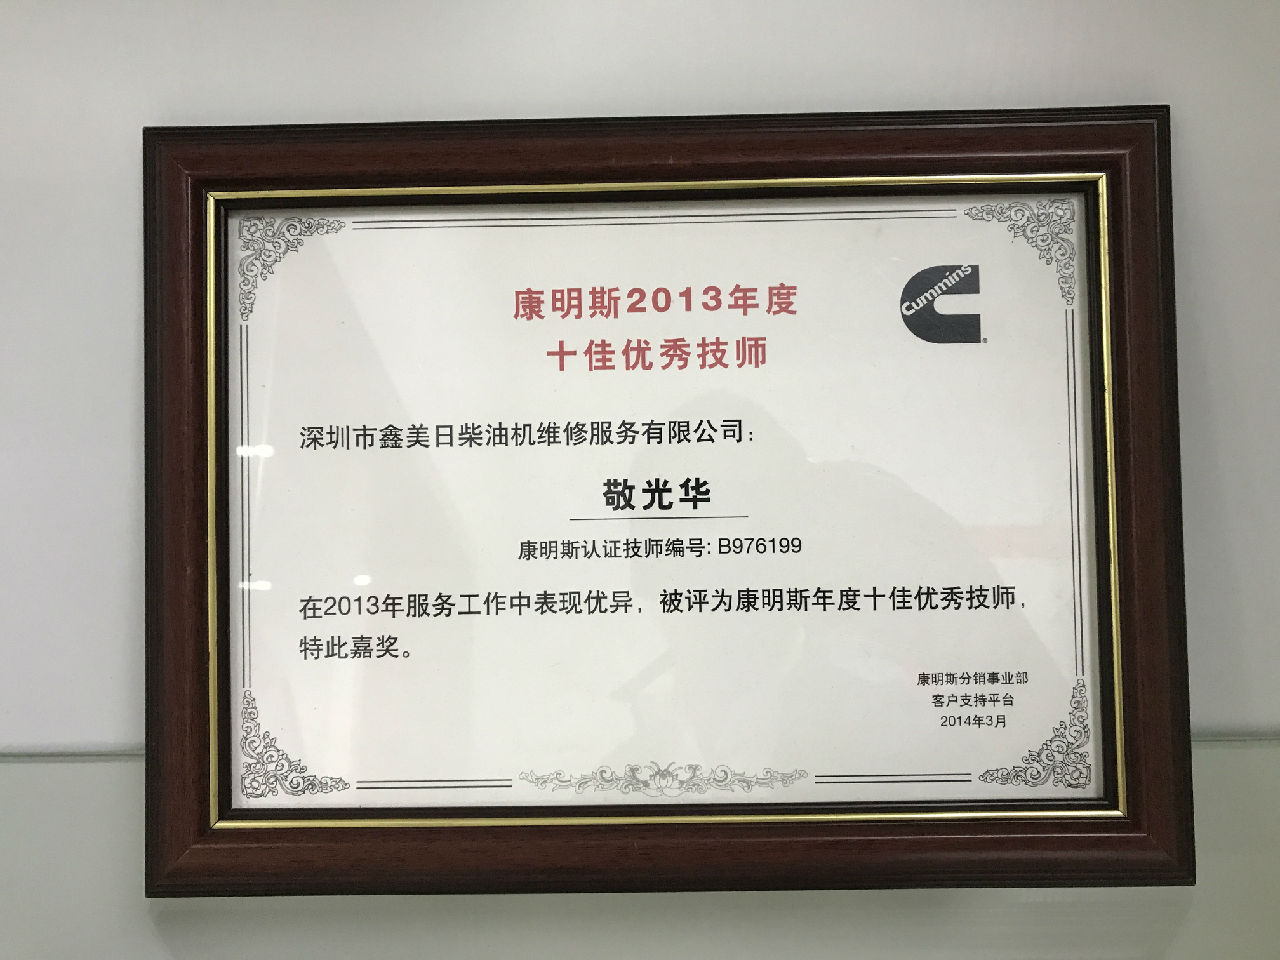 康明斯2013年度
十佳优秀技师
Cummins
深圳市鑫美日柴油机维修服务有限公司：
敬光华
康明斯认证技师编号: B976199
在2013年服务工作中表现优异，被评为康明斯年度十佳优秀技师，
特此嘉奖。
康明斯分销事业部
客户支持平台
2014年3月